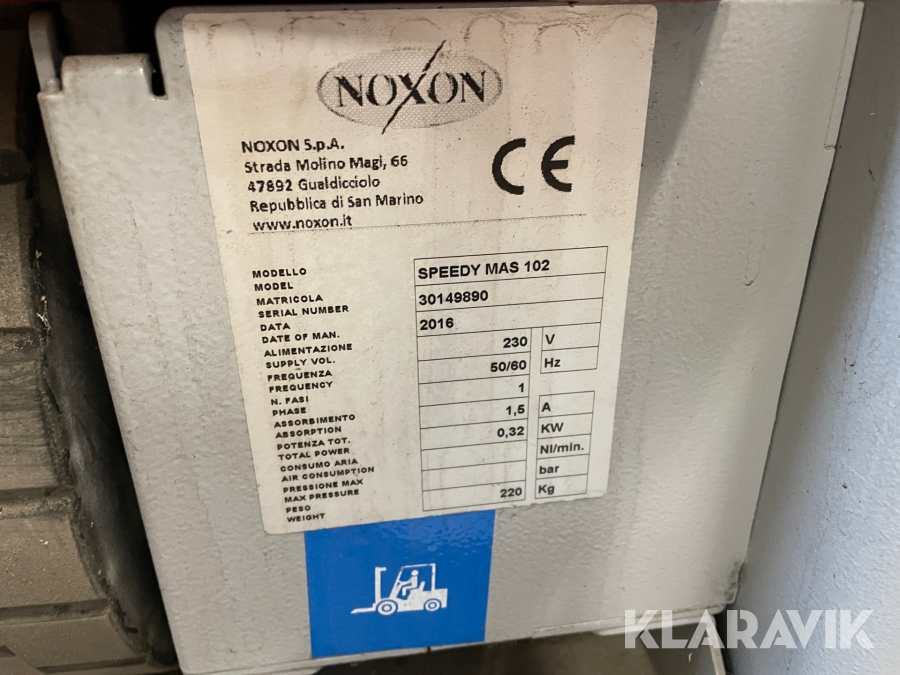 NOXON
NOXON S.p.A.
Strada Molino Magi, 66
47892 Gualdicciolo
Repubblica di San Marino
www.noxon.it
CE
MODELLO
MODEL
SPEEDY MAS 102
MATRICOLA
SERIAL NUMBER
30149890
DATA
DATE OF MAN.
2016
ALIMENTAZIONE
SUPPLY VOL.
230 V
FREQUENZA
FREQUENCY
50/60 Hz
N. FASI
PHASE
1
ASSORBIMENTO
ABSORPTION
1,5 A
POTENZA TOT.
TOTAL POWER
0,32 KW
CONSUMO ARIA
AIR CONSUMPTION
Nl/min.
PRESSIONE MAX
MAX PRESSURE
bar
PESO
WEIGHT
220 Kg
KLARAVIK